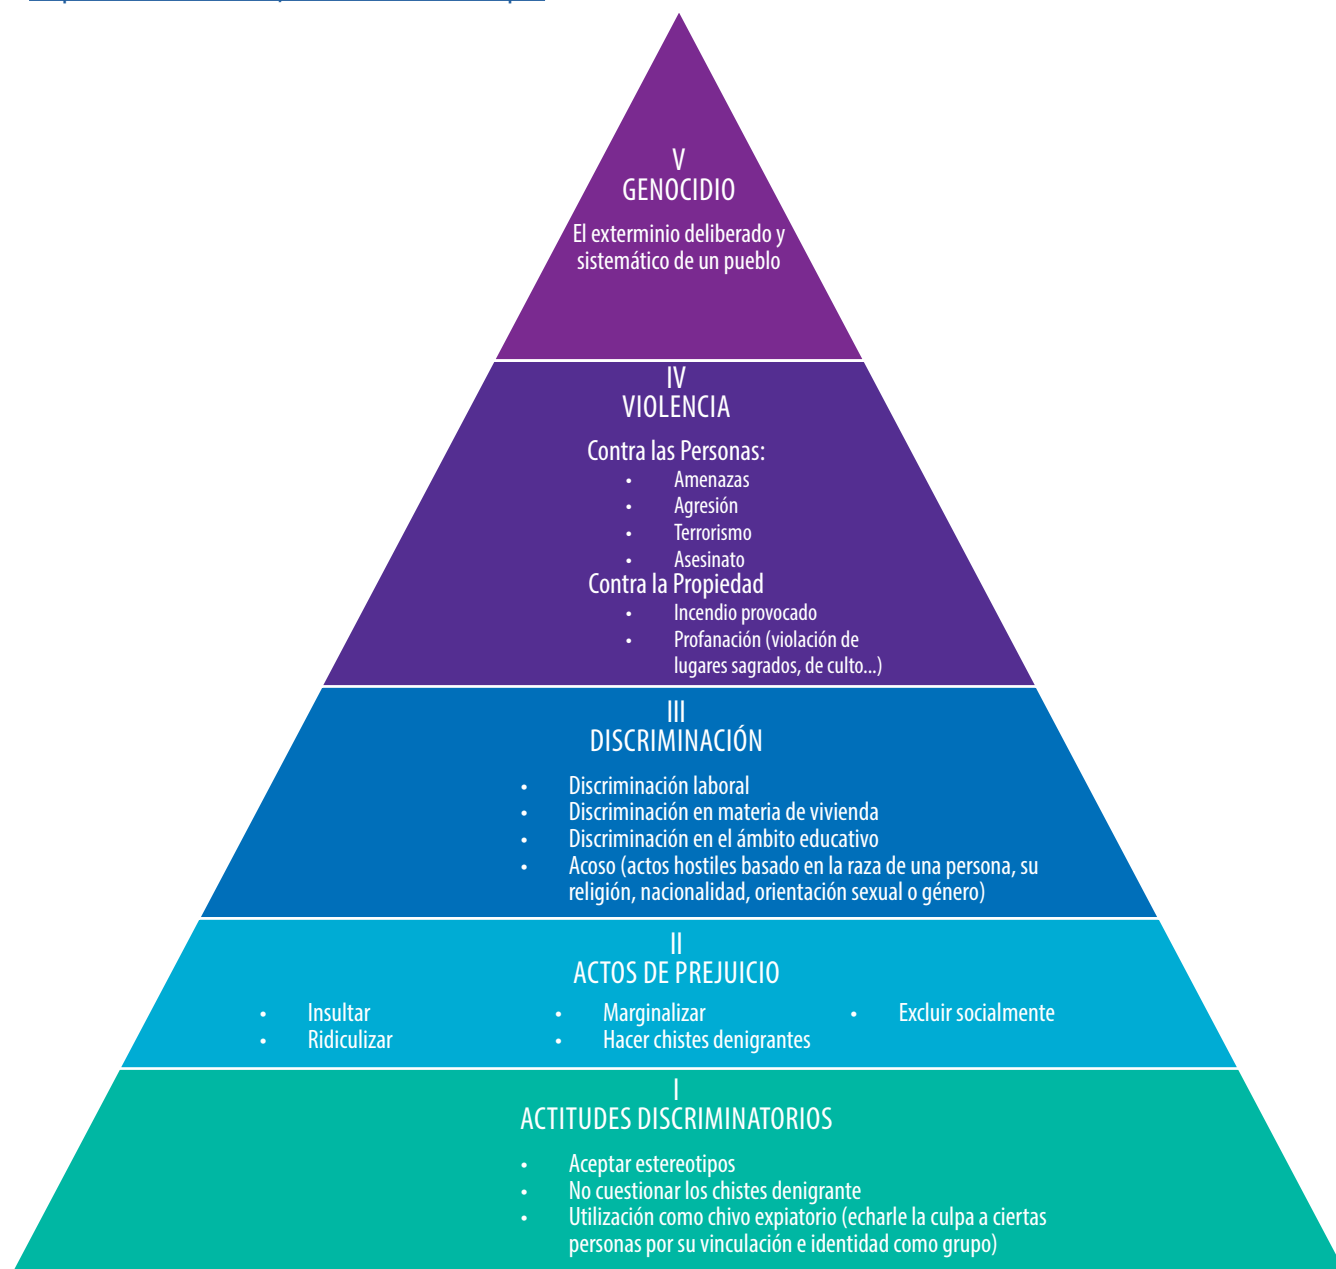 V
GENOCIDIO
El exterminio deliberado y
sistemático de un pueblo
IV
VIOLENCIA
Contra las Personas:
• Amenazas
• Agresión
• Terrorismo
• Asesinato
Contra la Propiedad
• Incendio provocado
• Profanación (violación de
lugares sagrados, de culto...)
III
DISCRIMINACIÓN
• Discriminación laboral
• Discriminación en materia de vivienda
• Discriminación en el ámbito educativo
• Acoso (actos hostiles basado en la raza de una persona, su
religión, nacionalidad, orientación sexual o género)
II
ACTOS DE PREJUICIO
• Insultar
• Ridiculizar
• Marginalizar
• Hacer chistes denigrantes
• Excluir socialmente
I
ACTITUDES DISCRIMINATORIOS
• Aceptar estereotipos
• No cuestionar los chistes denigrante
• Utilización como chivo expiatorio (echarle la culpa a ciertas
personas por su vinculación e identidad como grupo)